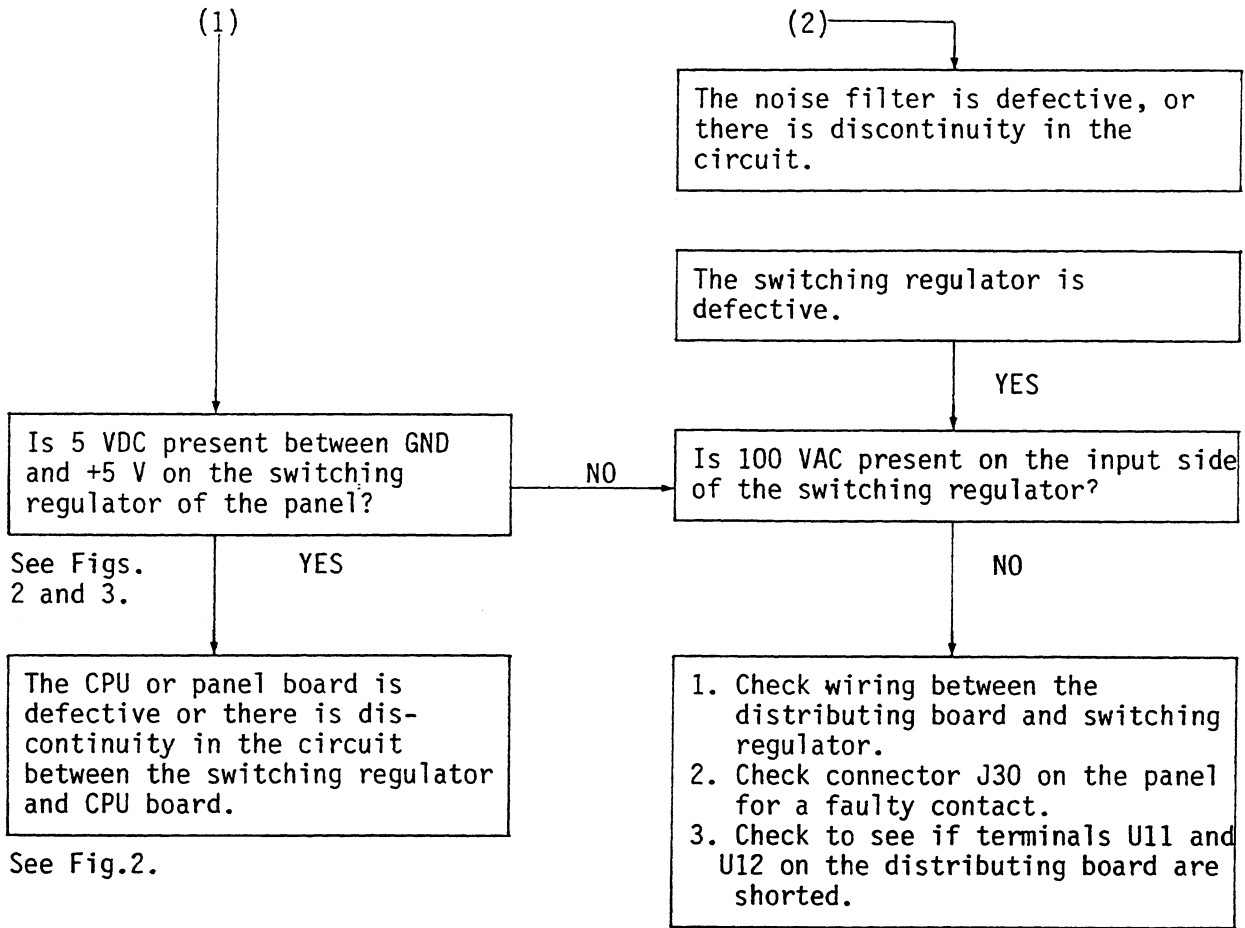 (1)
(2)
The noise filter is defective, or
there is discontinuity in the
circuit.
The switching regulator is
defective.
YES
Is 5 VDC present between GND
and +5 V on the switching
regulator of the panel?
NO
Is 100 VAC present on the input side
of the switching regulator?
See Figs.
2 and 3.
YES
NO
The CPU or panel board is
defective or there is dis-
continuity in the circuit
between the switching regulator
and CPU board.
See Fig.2.
1. Check wiring between the
distributing board and switching
regulator.
2. Check connector J30 on the panel
for a faulty contact.
3. Check to see if terminals U11 and
U12 on the distributing board are
shorted.